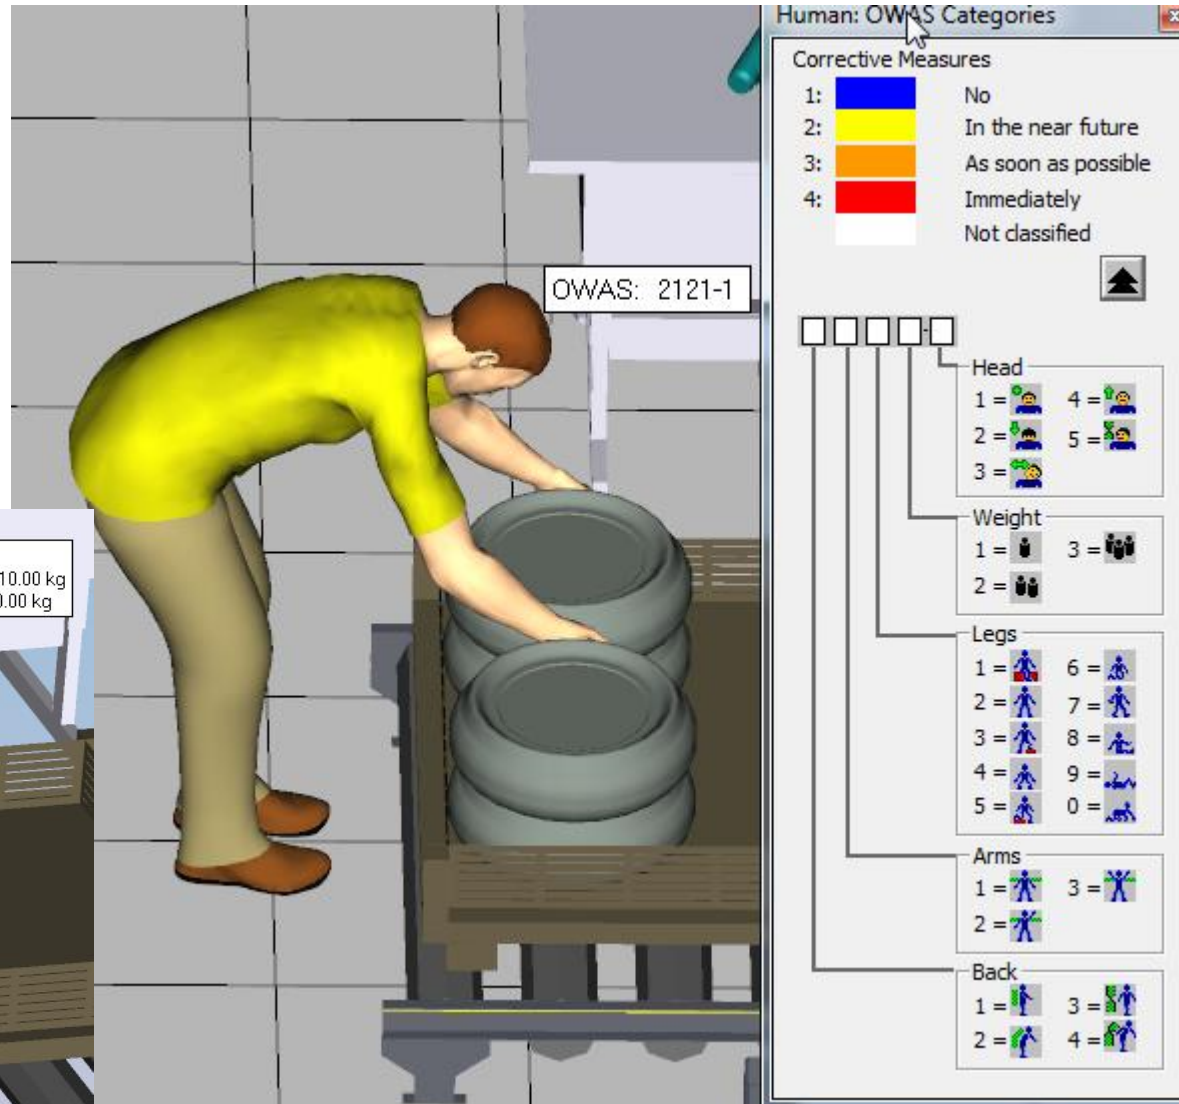 Human: OWAS Categories
Corrective Measures
1: No
2: In the near future
3: As soon as possible
4: Immediately
Not classified
OWAS: 2121-1
Head
1 = 4 =
2 = 5 =
3 =
10.00 kg
0.00 kg
Weight
1 = 3 =
2 =
Legs
1 = 6 =
2 = 7 =
3 = 8 =
4 = 9 =
5 = 0 =
Arms
1 = 3 =
2 =
Back
1 = 3 =
2 = 4 =